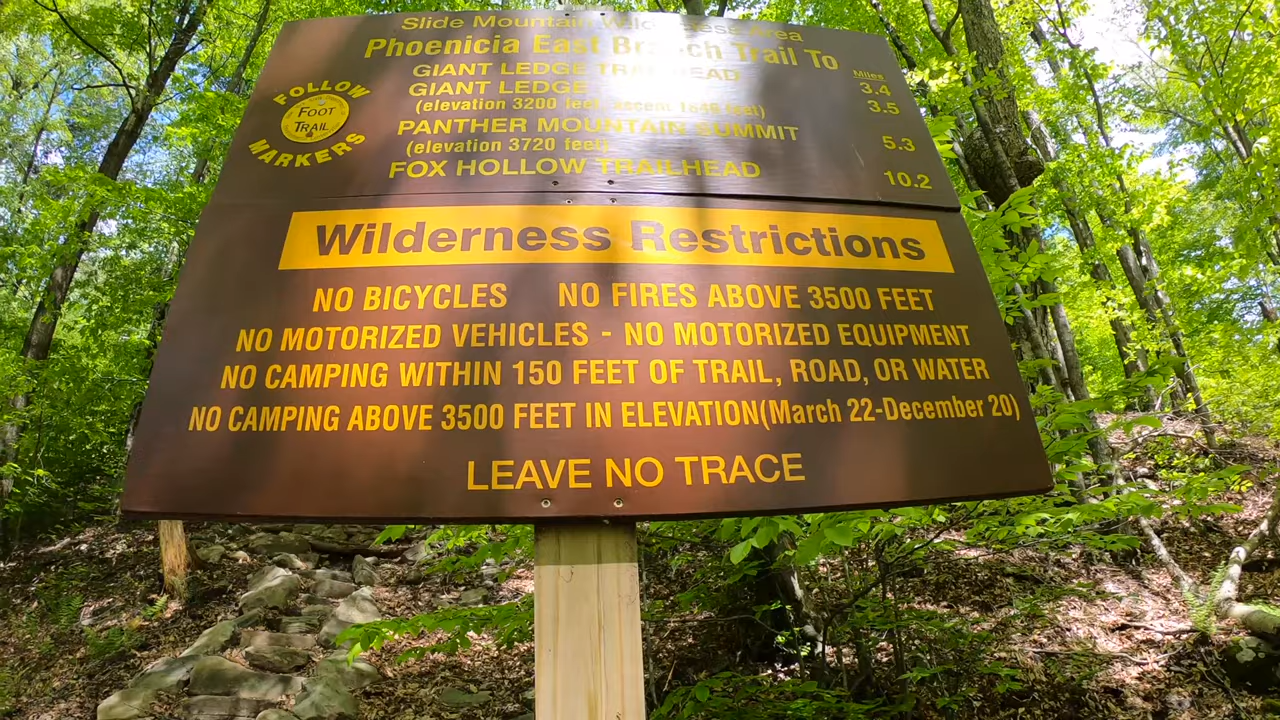 Slide Mountain Wilderness Area
Phoenicia East Branch Trail To
Miles
GIANT LEDGE TRAILHEAD 3.4
GIANT LEDGE 3.5
(elevation 3200 feet, ascent feet)
PANTHER MOUNTAIN SUMMIT 5.3
(elevation 3720 feet)
FOX HOLLOW TRAILHEAD 10.2
FOLLOW
FOOT
TRAIL
MARKERS
Wilderness Restrictions
NO BICYCLES NO FIRES ABOVE 3500 FEET
NO MOTORIZED VEHICLES - NO MOTORIZED EQUIPMENT
NO CAMPING WITHIN 150 FEET OF TRAIL, ROAD, OR WATER
NO CAMPING ABOVE 3500 FEET IN ELEVATION(March 22-December 20)
LEAVE NO TRACE